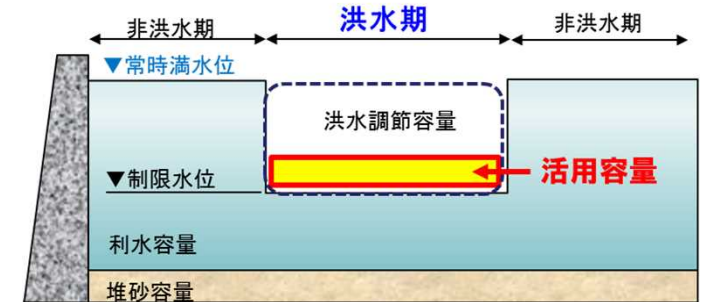 非洪水期
洪水期
非洪水期
▼常時満水位
洪水調節容量
活用容量
▼制限水位
利水容量
堆砂容量